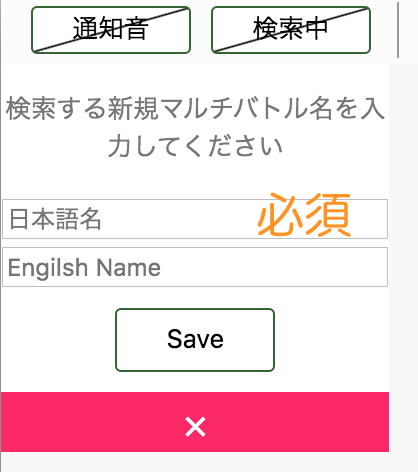 通知音 検索中
検索する新規マルチバトル名を入
力してください
日本語名 必須
Engilsh Name
Save
×